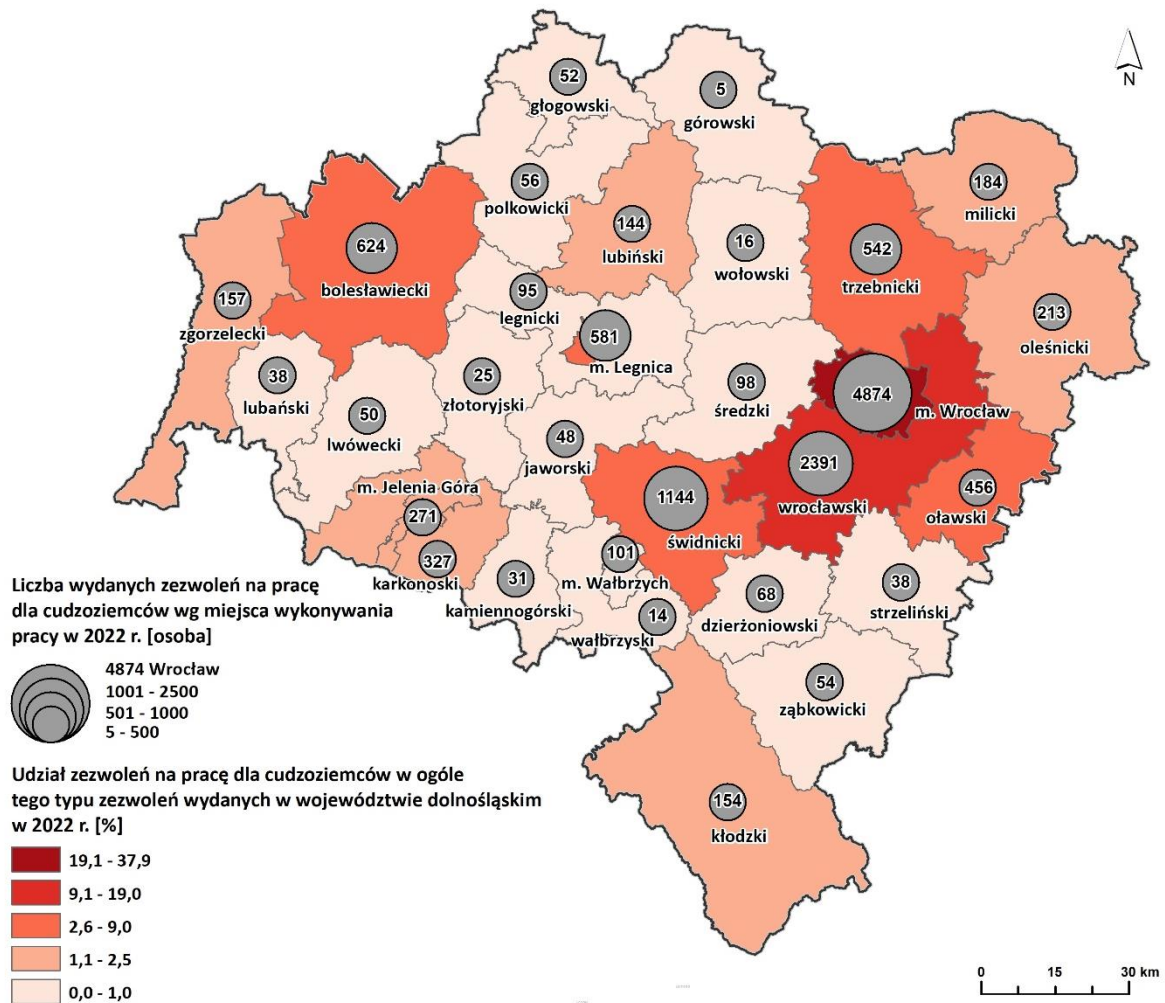 52
głogowski
5
górowski
N
56
polkowicki
184
milicki
144
lubiński
16
wołowski
542
trzebnicki
624
bolesławiecki
157
zgorzelecki
95
legnicki
213
oleśnicki
581
m. Legnica
38
lubański
25
złotoryjski
98
średzki
4874
m. Wrocław
50
lwówecki
48
jaworski
2391
wrocławski
m. Jelenia Góra
271
1144
świdnicki
456
oławski
327
karkonoski
31
kamiennogórski
101
m. Wałbrzych
14
wałbrzyski
68
dzierżoniowski
38
strzeliński
54
ząbkowicki
154
kłodzki
Liczba wydanych zezwoleń na pracę
dla cudzoziemców wg miejsca wykonywania
pracy w 2022 r. [osoba]
4874 Wrocław
1001 - 2500
501 - 1000
5 - 500
Udział zezwoleń na pracę dla cudzoziemców w ogóle
tego typu zezwoleń wydanych w województwie dolnośląskim
w 2022 r. [%]
19,1 - 37,9
9,1 - 19,0
2,6 - 9,0
1,1 - 2,5
0,0 - 1,0
0 15 30 km